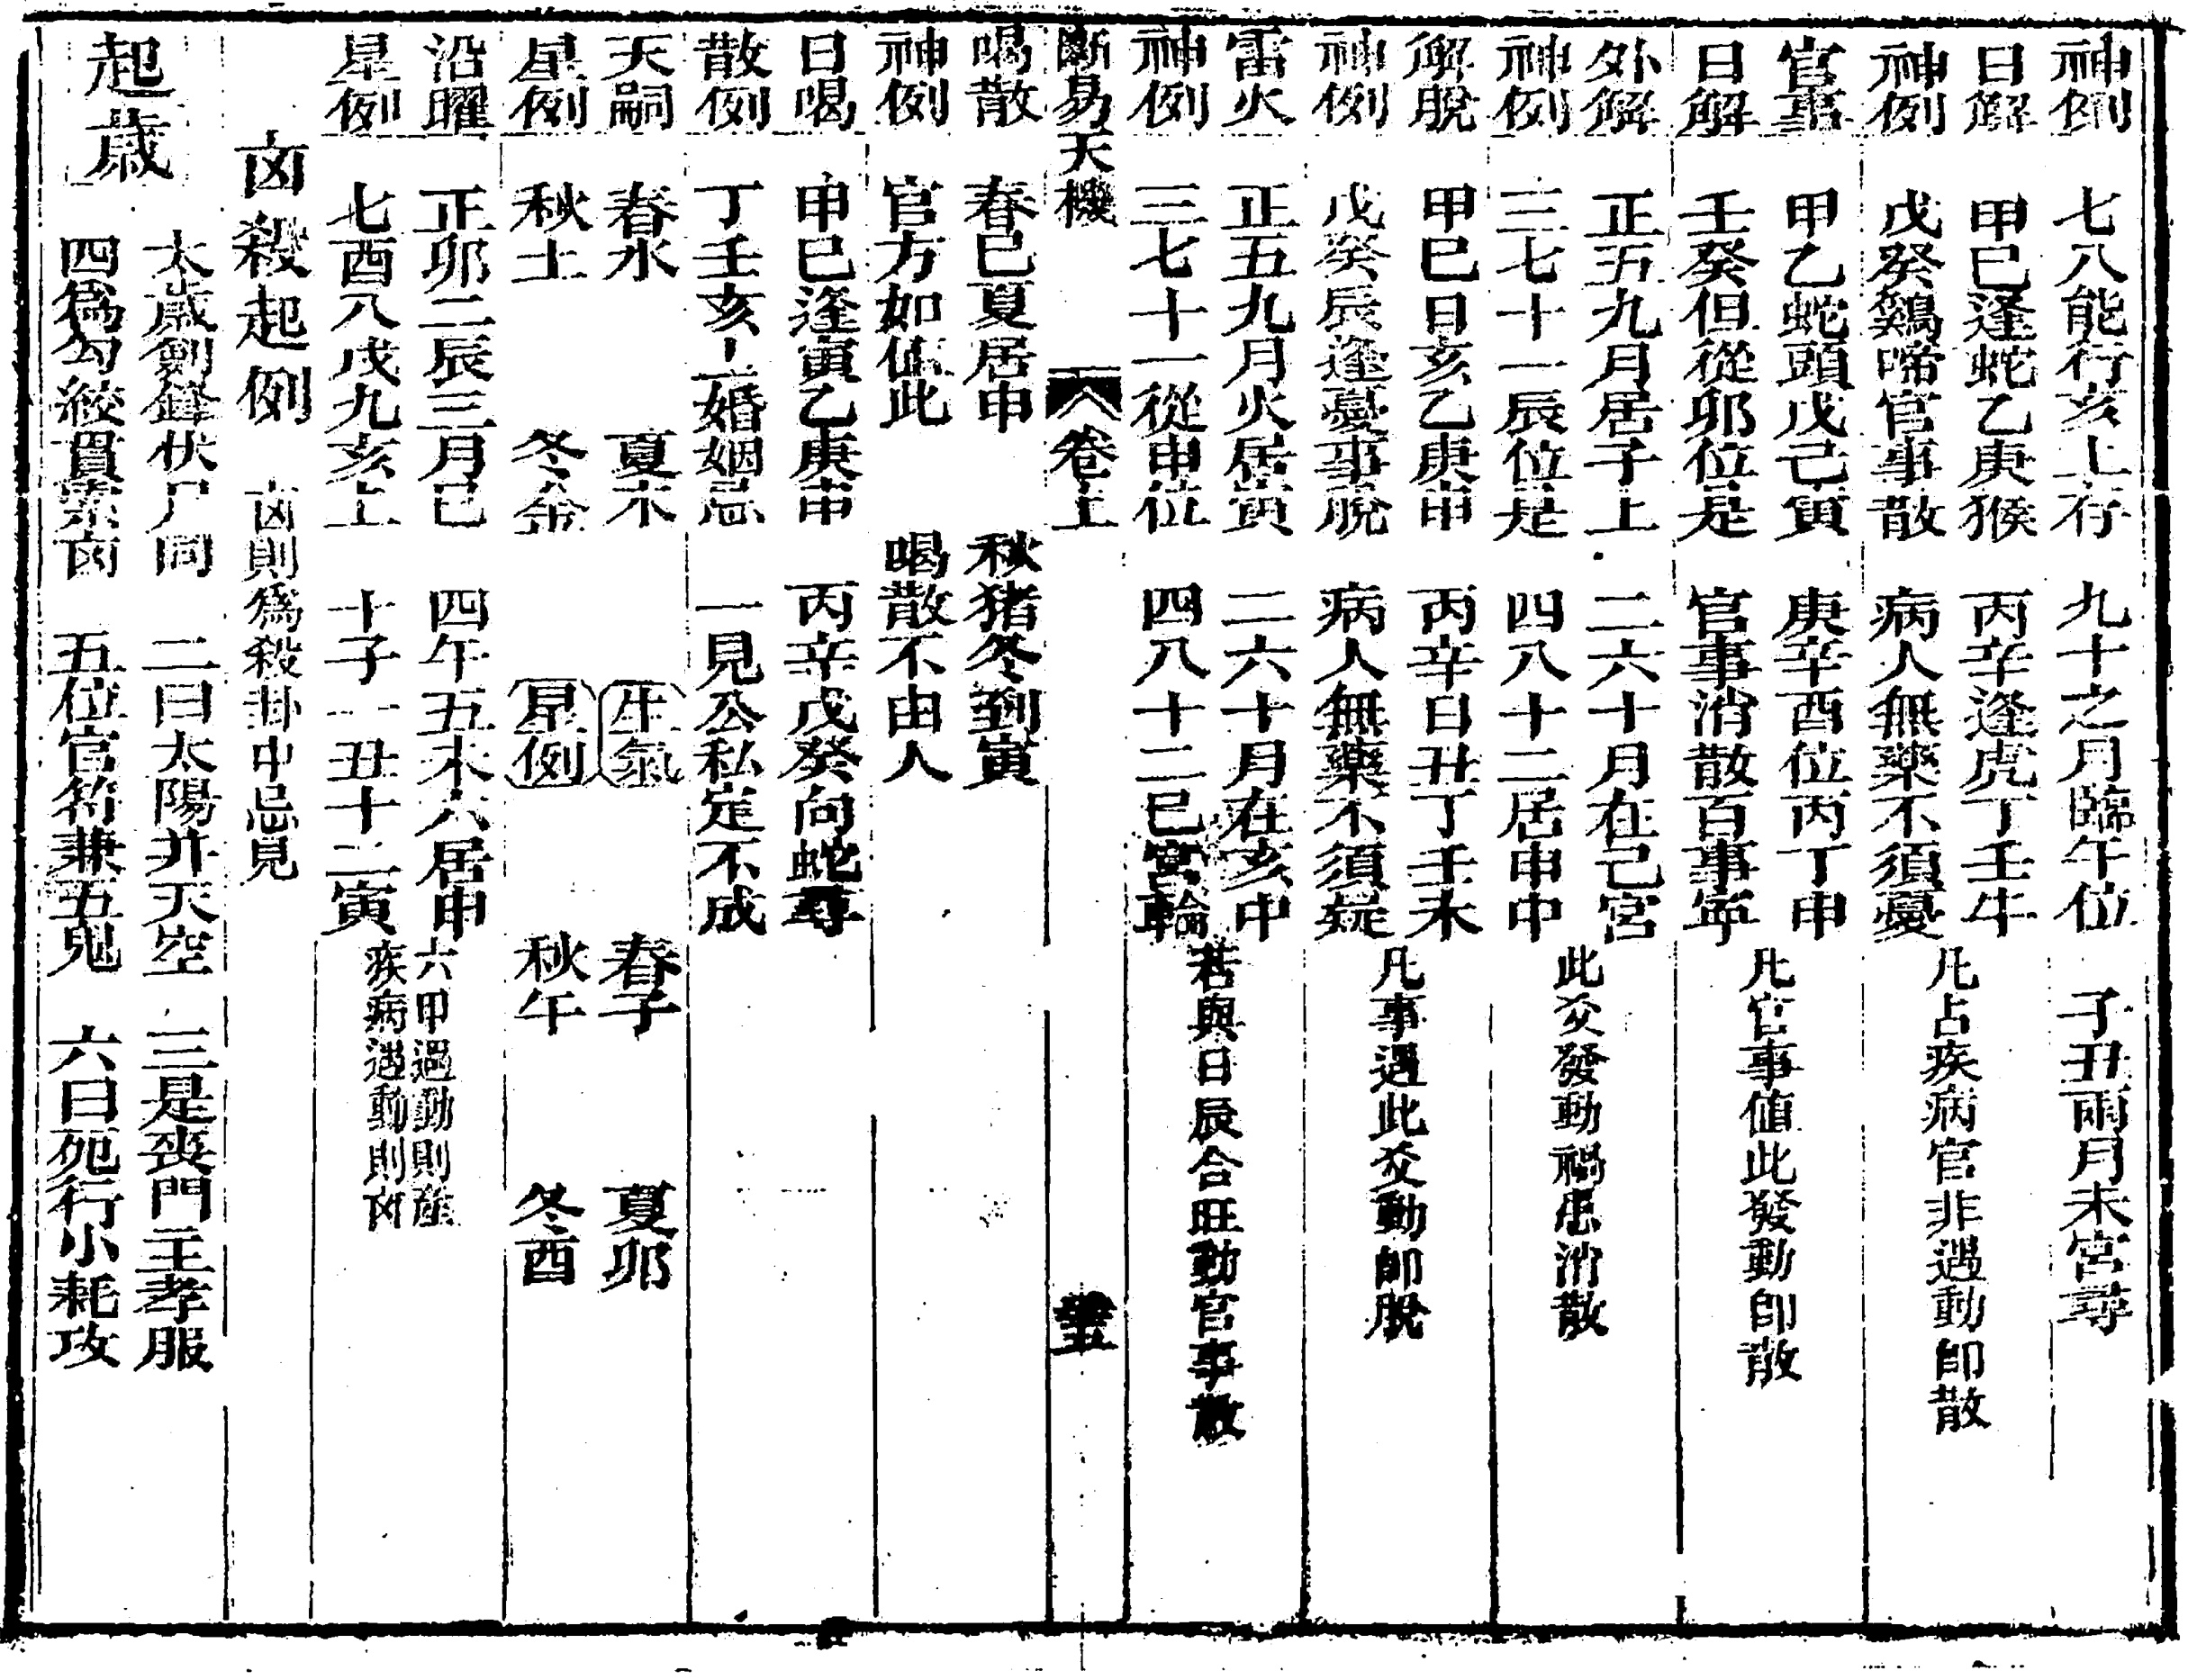 神例 七八能行亥上存 九十之月臨午位 子丑兩月未宮尋
日解 甲已逢蛇乙庚猴 丙辛逢虎丁壬牛
神例 戊癸鷄啼官事散 病人無藥不須憂
凡占疾病官非遇動即散
官事 甲乙蛇頭戊己寅 庚辛酉位丙丁申
日解 壬癸但從卯位是 官事消散百事寧
凡官事値此發動即散
外解 正五九月居子上 二六十月在己宮
神例 三七十一辰位是 四八十二居申中
此爻發動禍患消散
解脫 甲巳日亥乙庚申 丙辛日丑丁壬未
神例 戊癸辰逢憂事脫 病人無藥不須疑
凡事遇此爻動即脫
雷火 正五九月火居寅 二六十月在亥中
神例 三七十一從申位 四八十二巳宮輪
若與日辰合旺動官事散
斷易天機 卷上
喝散 春巳夏居申 秋猪冬到寅
神例 官方如値此 喝散不由人
日喝 甲巳逢寅乙庚申 丙辛戊癸向蛇尋
散例 丁壬亥上婚姻忌 一見公私定不成
天嗣 春水 夏木 生氣 春子 夏卯
星例 秋土 冬金 星例 秋午 冬酉
沿曜 正卯二辰三月巳 四午五未六居申
星例 七酉八戌九亥上 十子一丑十二寅
六甲遇動則產
疾病遇動則凶
凶殺起例 凶則爲殺卦中忌見
起歲
太歲劍鋒伏尸同 二曰太陽并天空 三是喪門主孝服
四爲勾絞貫索凶 五位官符兼五鬼 六曰死符小耗攻